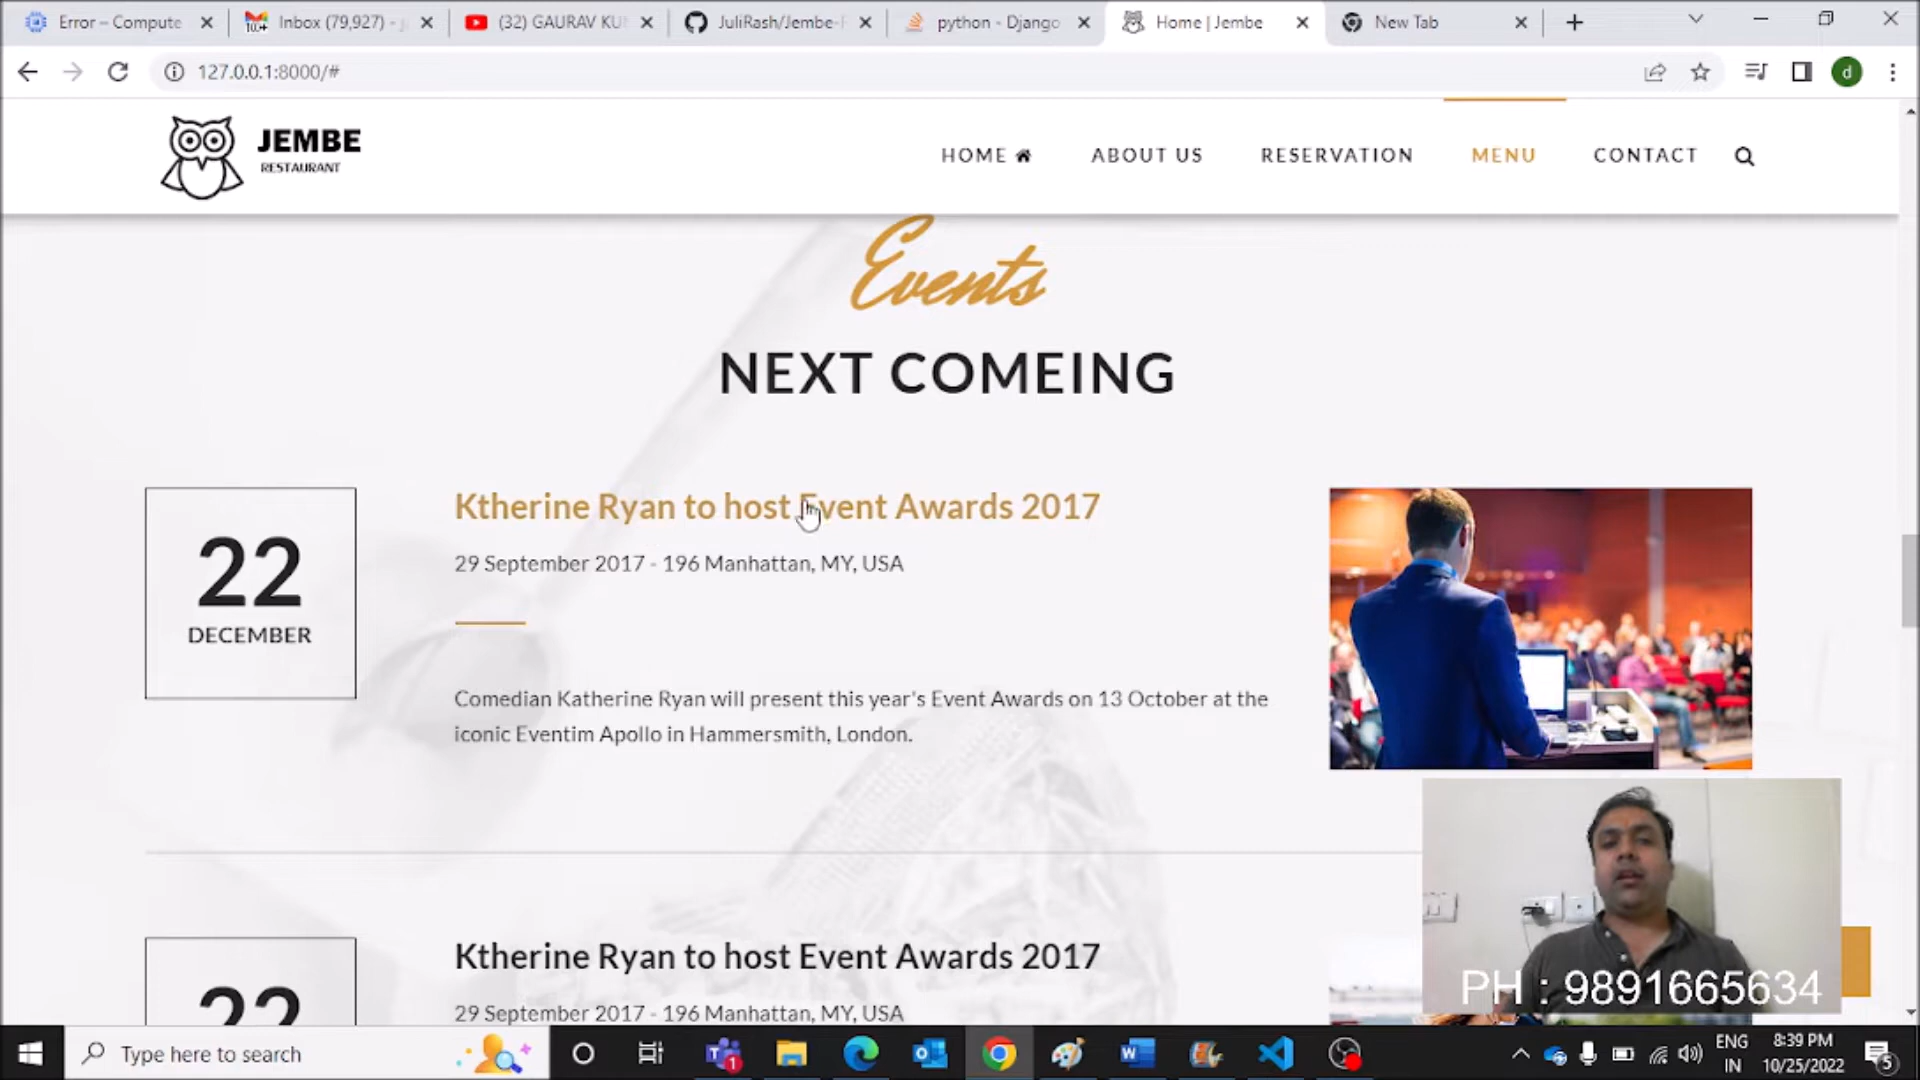 Error – Compute
Inbox (79,927) -
(32) GAURAV KU
JuliRash/Jembe-
python - Django
Home | Jembe
New Tab
127.0.0.1:8000/#
d
JEMBE
RESTAURANT
HOME
ABOUT US
RESERVATION
MENU
CONTACT
Events
NEXT COMEING
22
DECEMBER
Ktherine Ryan to host Event Awards 2017
29 September 2017 - 196 Manhattan, MY, USA
Comedian Katherine Ryan will present this year's Event Awards on 13 October at the
iconic Eventim Apollo in Hammersmith, London.
22
Ktherine Ryan to host Event Awards 2017
29 September 2017 - 196 Manhattan, MY, USA
PH : 9891665634
Type here to search
1
ENG
IN
8:39 PM
10/25/2022
5